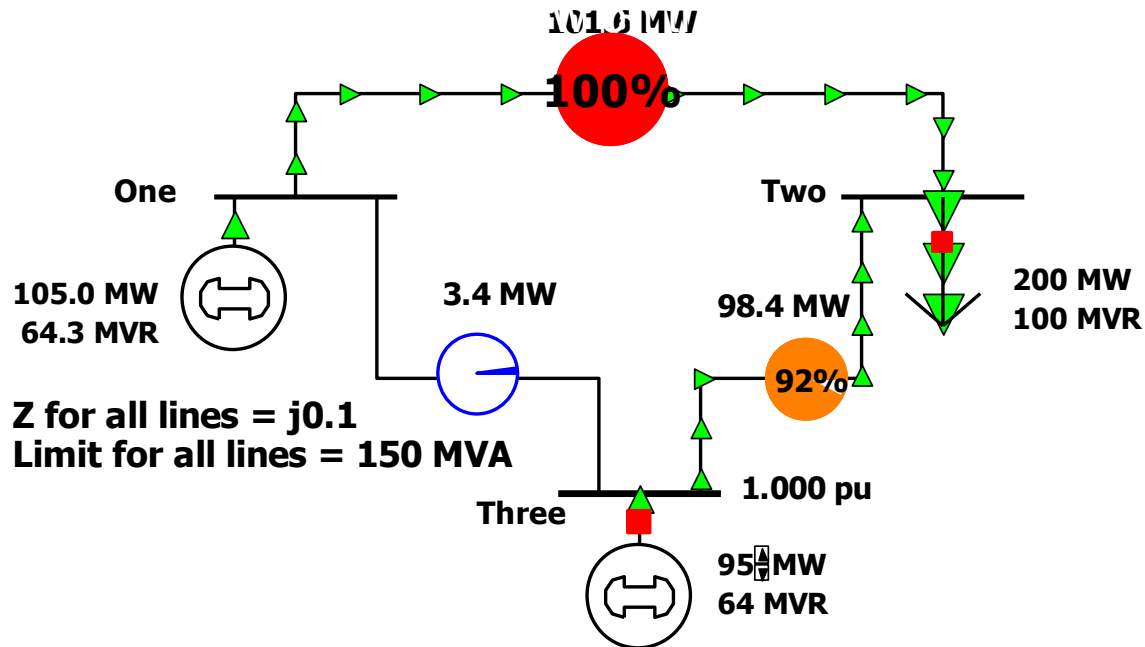 MW
100%
One
Two
105.0 MW
64.3 MVR
3.4 MW
98.4 MW
200 MW
100 MVR
92%
Z for all lines = j0.1
Limit for all lines = 150 MVA
1.000 pu
Three
95 MW
64 MVR